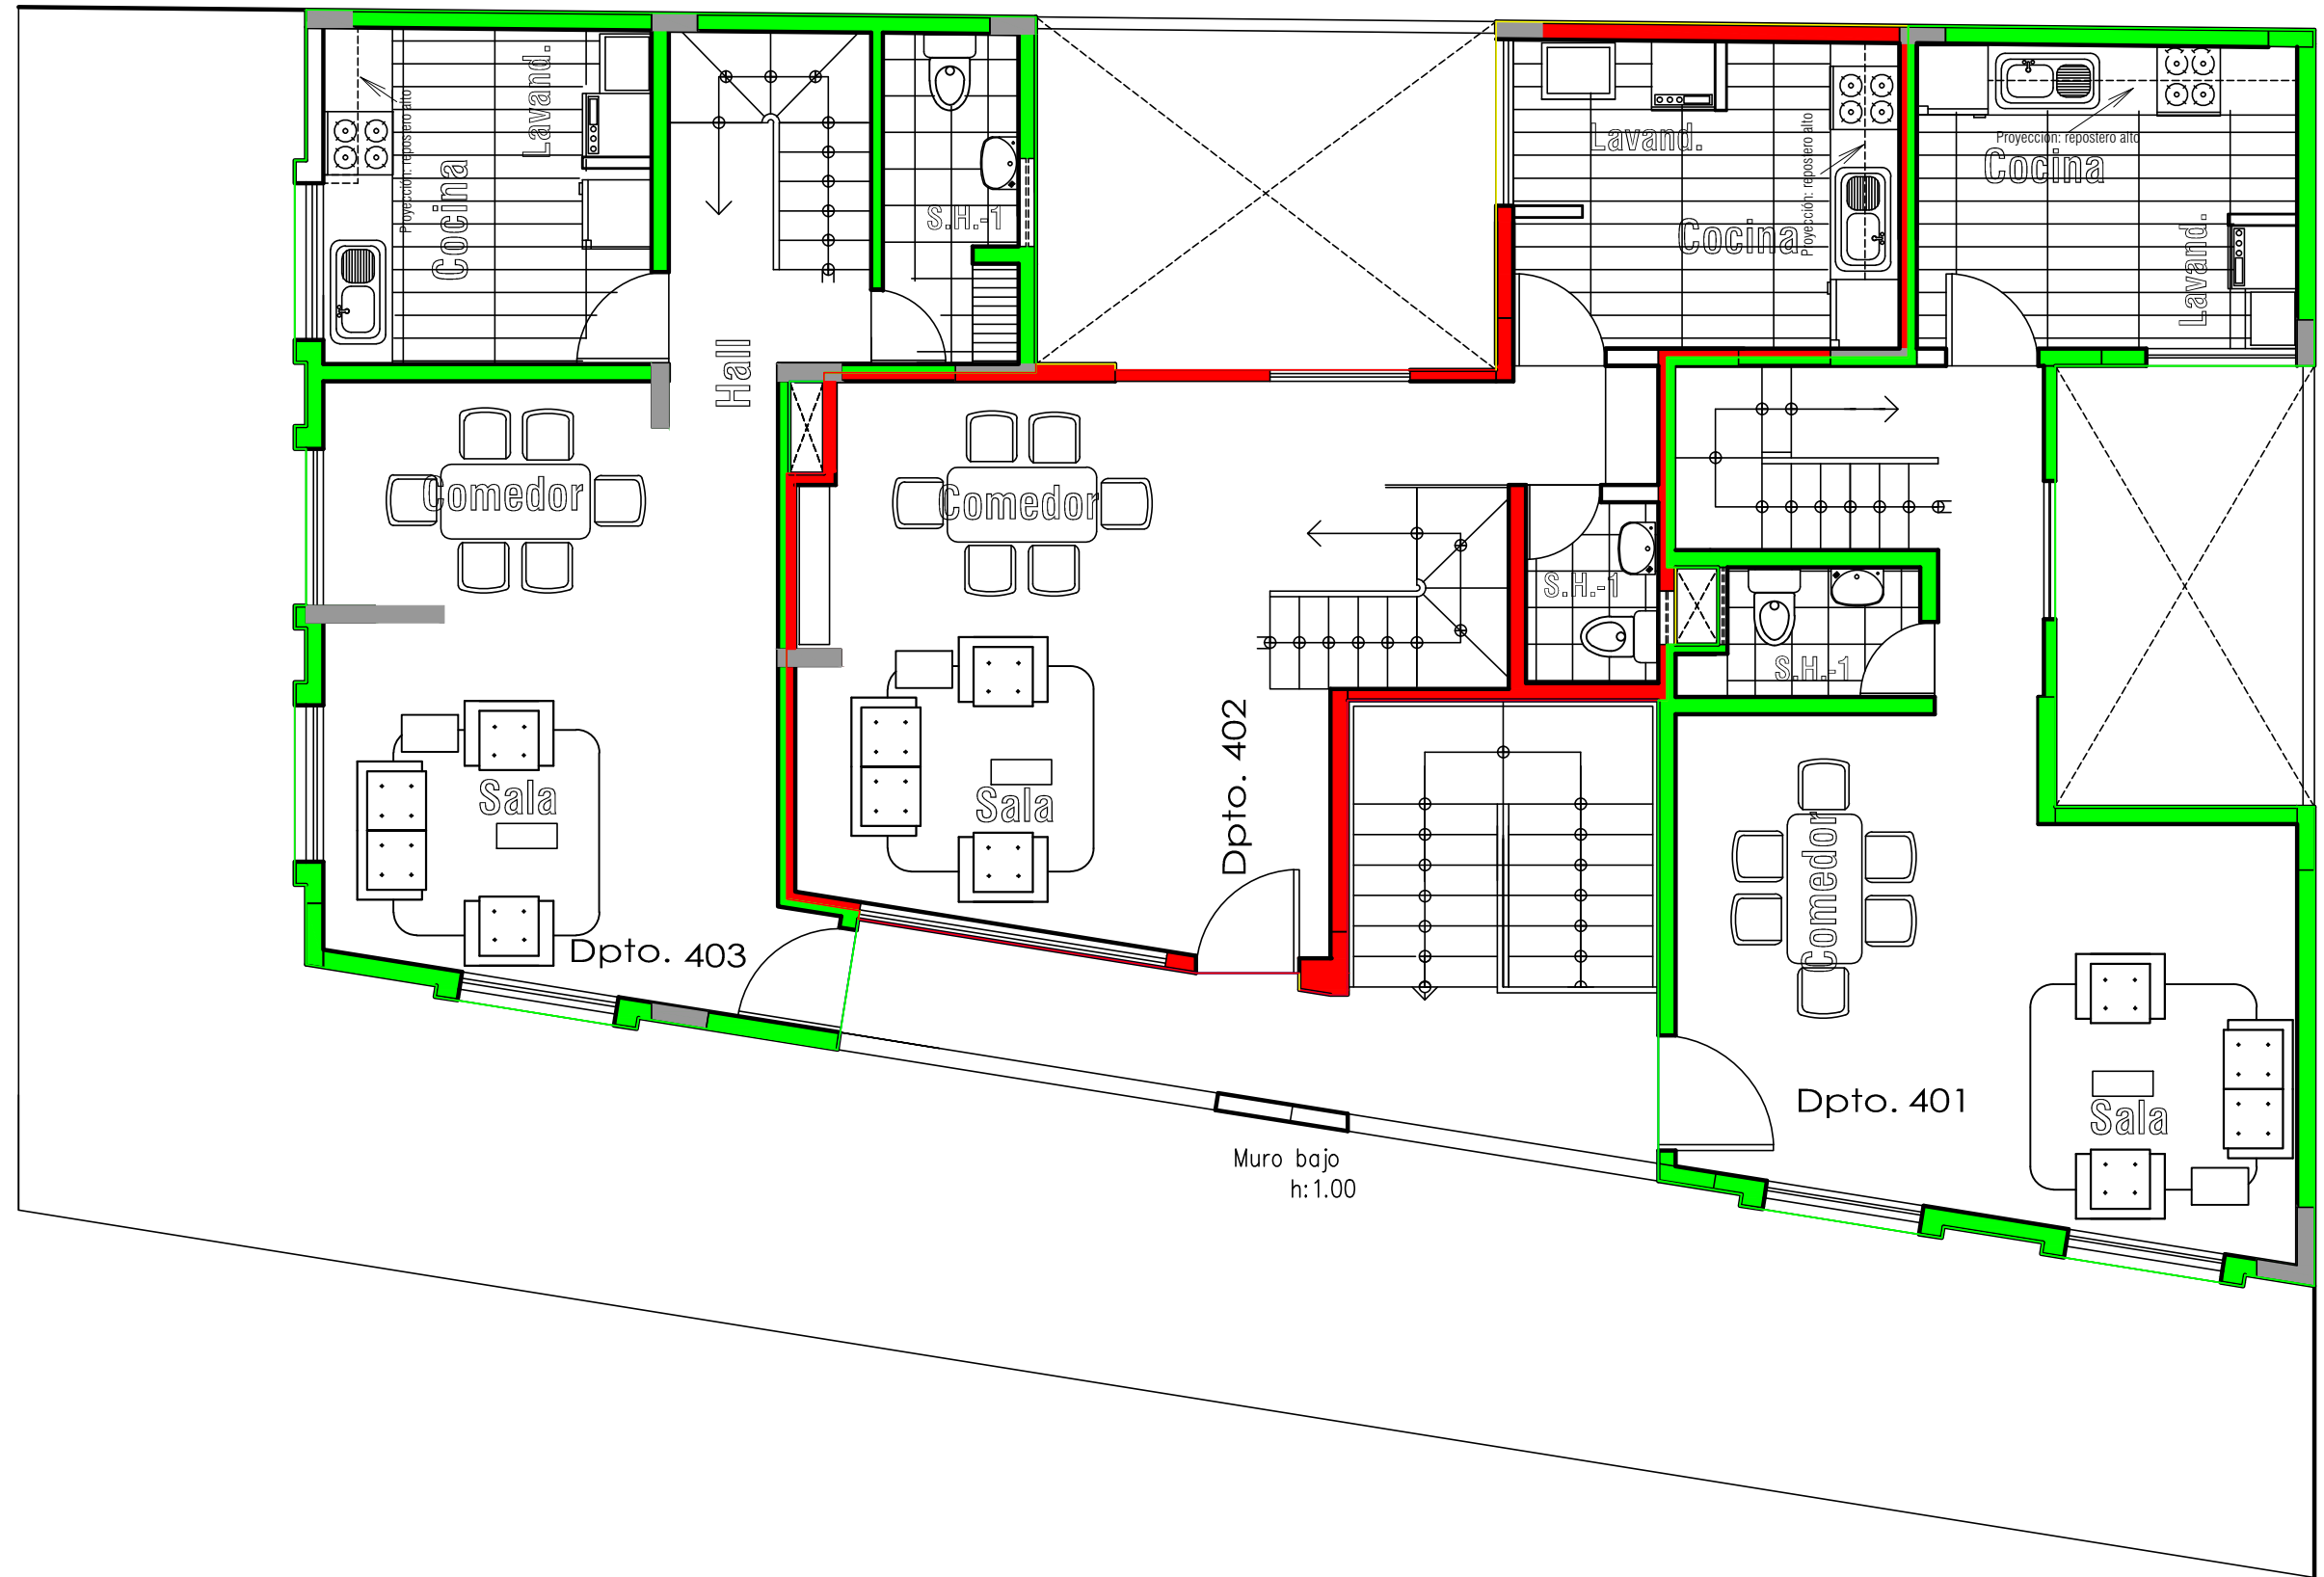 Lavand.
Proyección: repostero alto
Cocina
S.H.-1
Hall
Comedor
Sala
Dpto. 403
Lavand.
Proyección: repostero alto
Cocina
Comedor
S.H.-1
Sala
Dpto. 402
Proyección: repostero alto
Cocina
Lavand.
S.H.-1
Comedor
Dpto. 401
Sala
Muro bajo
h:1.00